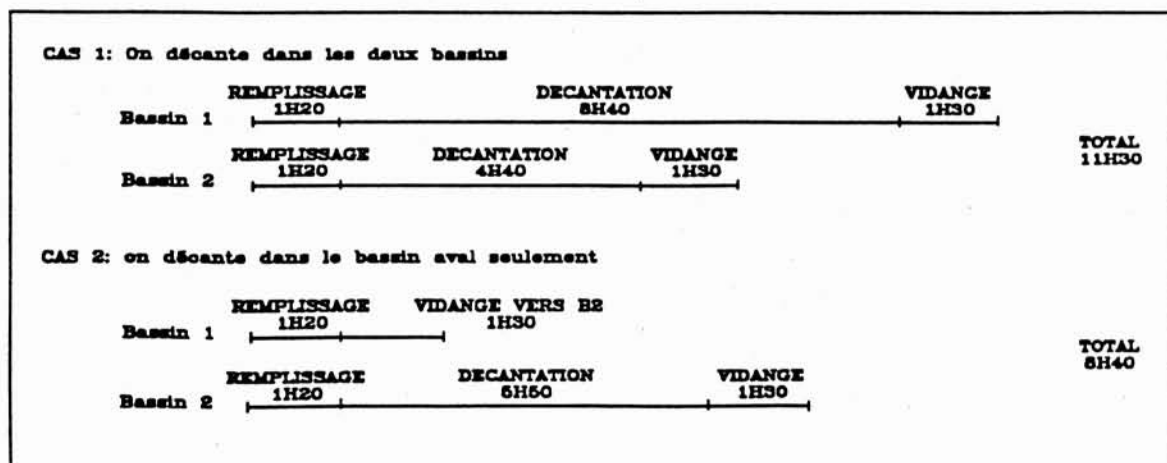 CAS 1: On décante dans les deux bassins
REMPLISSAGE DECANTATION VIDANGE
1H20 8H40 1H30
Bassin 1
TOTAL
11H30
REMPLISSAGE DECANTATION VIDANGE
1H20 4H40 1H30
Bassin 2
CAS 2: on décante dans le bassin aval seulement
REMPLISSAGE VIDANGE VERS B2
1H20 1H30
Bassin 1
TOTAL
8H40
REMPLISSAGE DECANTATION VIDANGE
1H20 5H50 1H30
Bassin 2